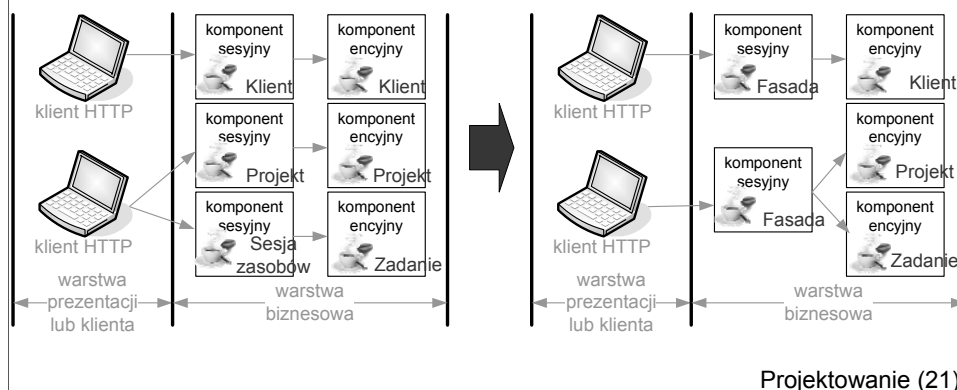 komponent
sesyjny
Klient
komponent
encyjny
Klient
klient HTTP
komponent
sesyjny
Projekt
komponent
encyjny
Projekt
klient HTTP
komponent
sesyjny
Sesja
zasobów
komponent
encyjny
Zadanie
warstwa
prezentacji
lub klienta
warstwa
biznesowa
komponent
sesyjny
Fasada
komponent
encyjny
Klient
klient HTTP
komponent
encyjny
Projekt
komponent
sesyjny
Fasada
klient HTTP
komponent
encyjny
Zadanie
warstwa
prezentacji
lub klienta
warstwa
biznesowa
Projektowanie (21)